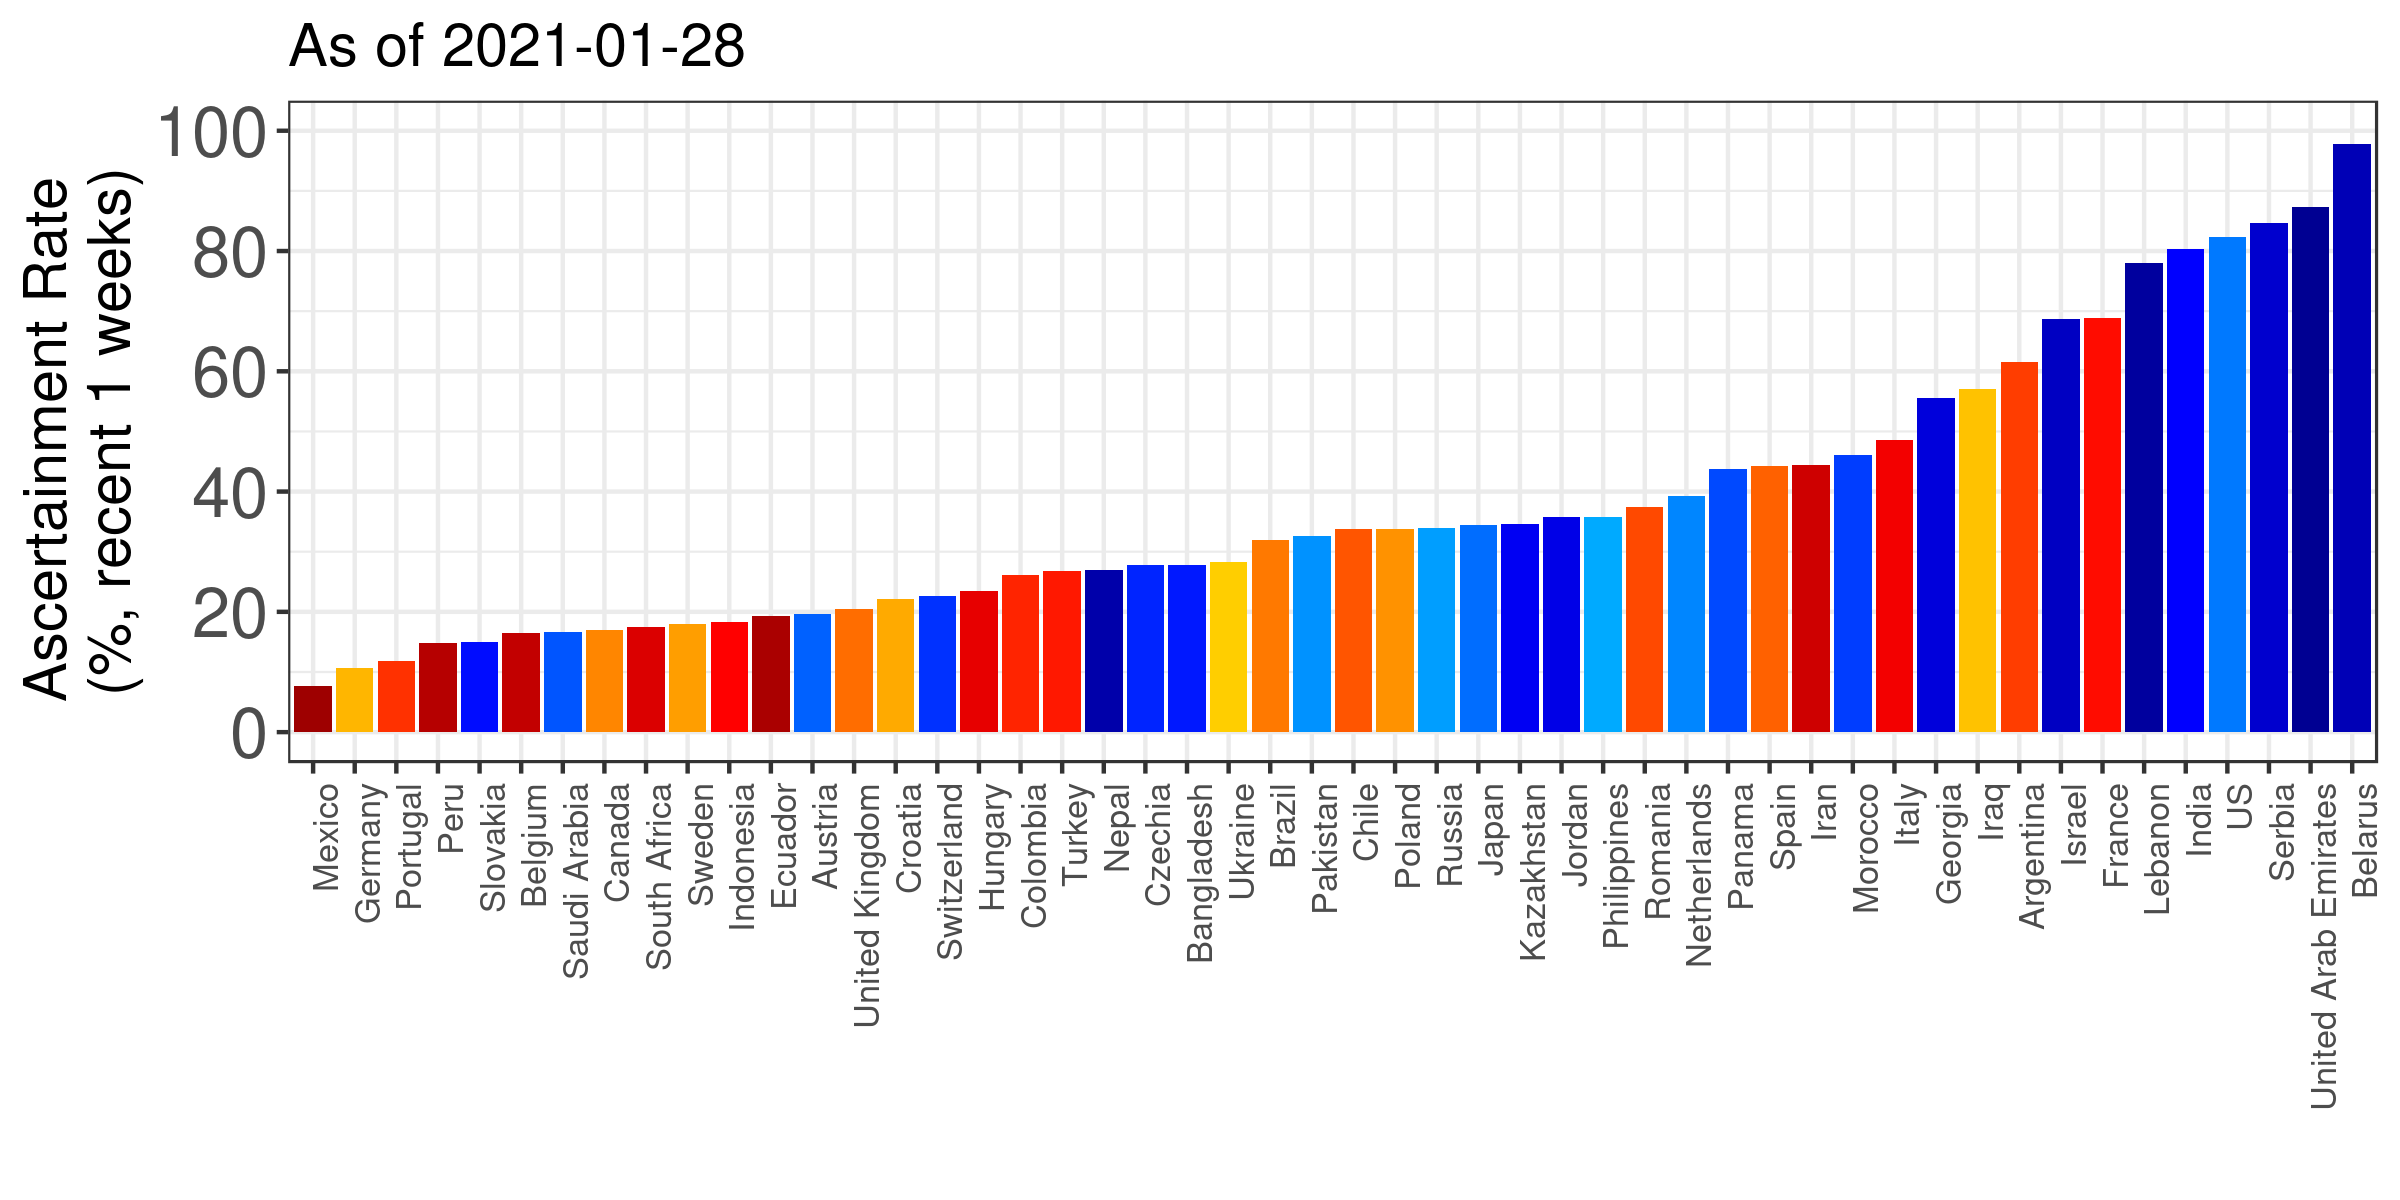 As of 2021-01-28
Ascertainment Rate
(%, recent 1 weeks)
100
80
60
40
20
0
Mexico
Germany
Portugal
Peru
Slovakia
Belgium
Saudi Arabia
Canada
South Africa
Sweden
Indonesia
Ecuador
Austria
United Kingdom
Croatia
Switzerland
Hungary
Colombia
Turkey
Nepal
Czechia
Bangladesh
Ukraine
Brazil
Pakistan
Chile
Poland
Russia
Japan
Kazakhstan
Jordan
Philippines
Romania
Netherlands
Panama
Spain
Iran
Morocco
Italy
Georgia
Iraq
Argentina
Israel
France
Lebanon
India
US
Serbia
United Arab Emirates
Belarus